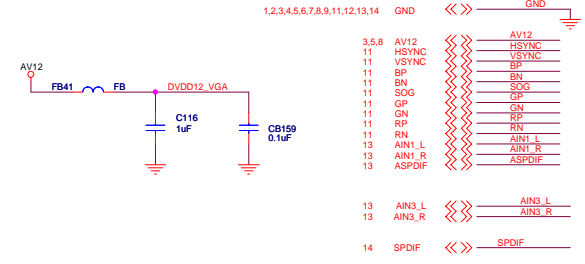 1,2,3,4,5,6,7,8,9,11,12,13,14 GND GND
AV12
FB41 FB DVDD12_VGA
C116
1uF
CB159
0.1uF
3,5,8 AV12 AV12
11 HSYNC HSYNC
11 VSYNC VSYNC
11 BP BP
11 BN BN
11 SOG SOG
11 GP GP
11 GN GN
11 RP RP
11 RN RN
13 AIN1_L AIN1_L
13 AIN1_R AIN1_R
13 ASPDIF ASPDIF
13 AIN3_L AIN3_L
13 AIN3_R AIN3_R
14 SPDIF SPDIF